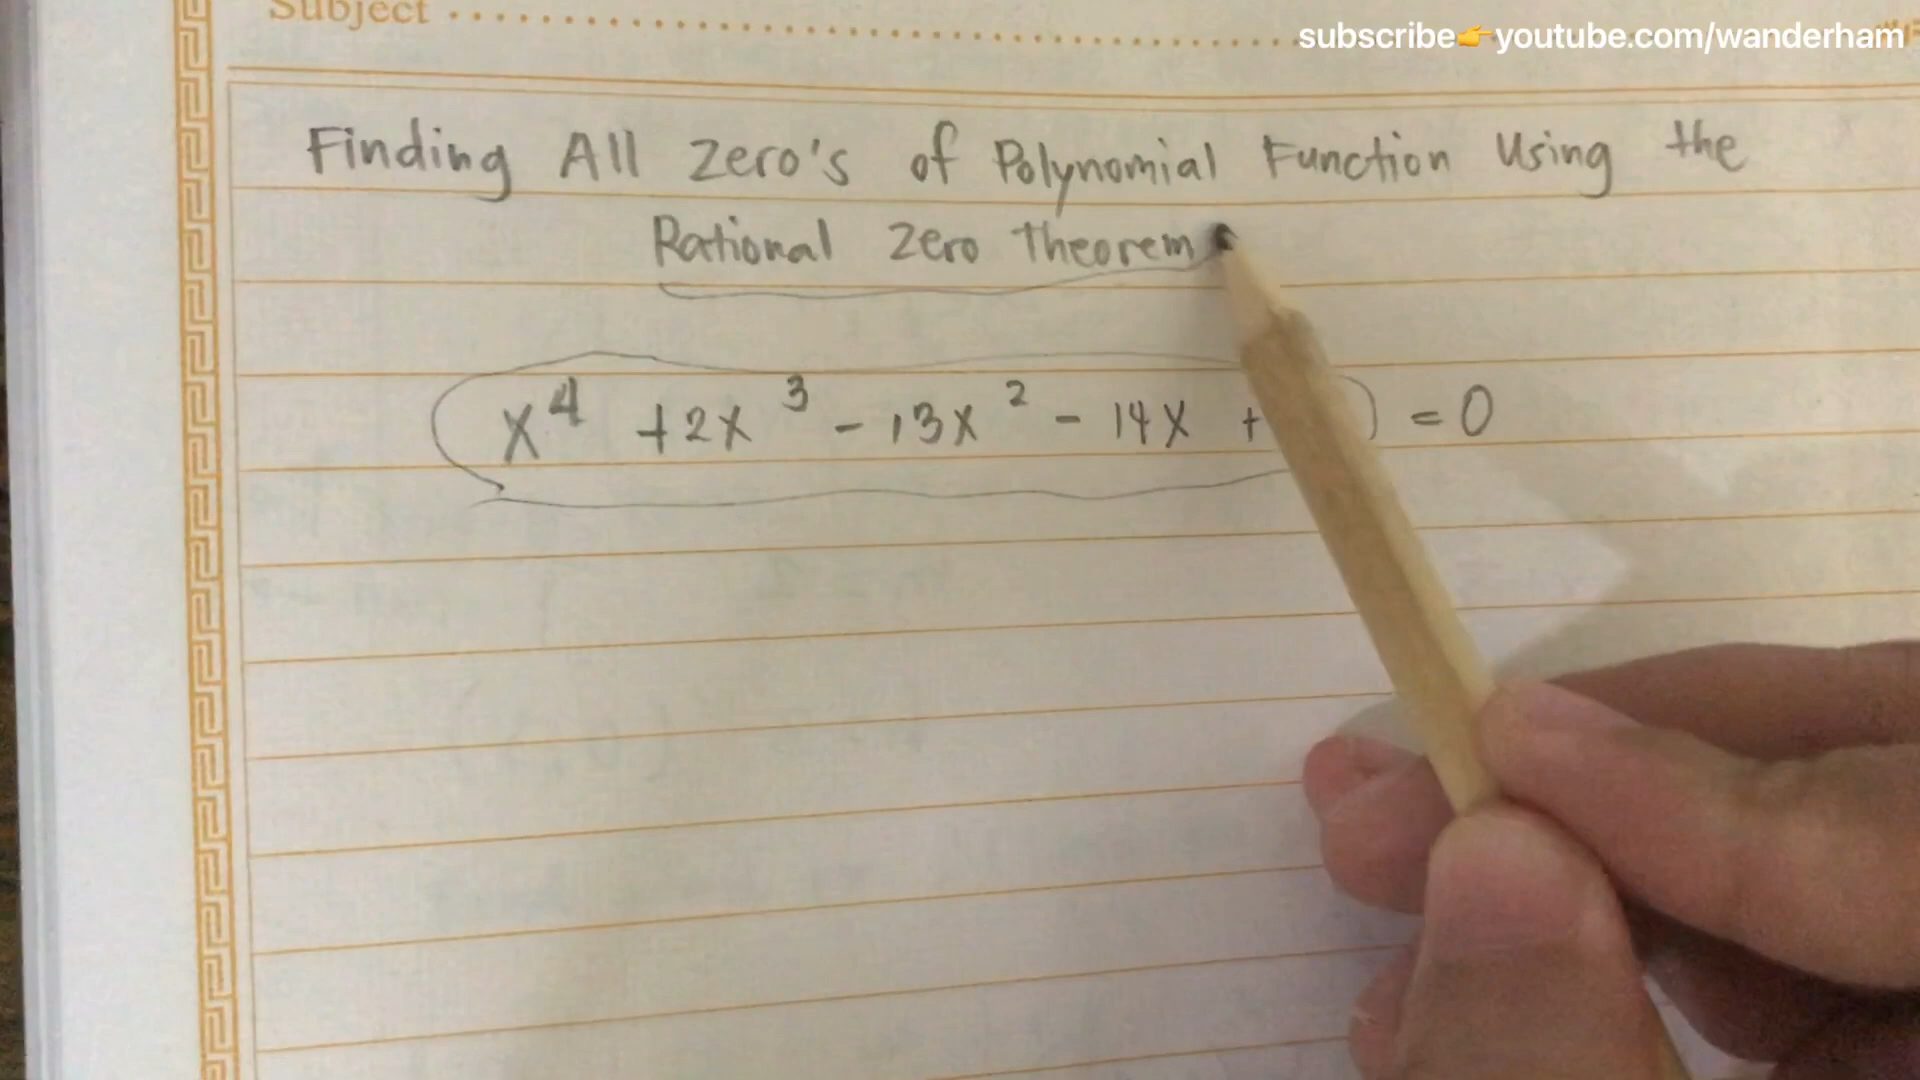 Subject
subscribe👉youtube.com/wanderham
Finding All Zero's of Polynomial Function Using the
Rational Zero Theorem
x⁴ +2x³ - 13x² - 14x + ) = 0